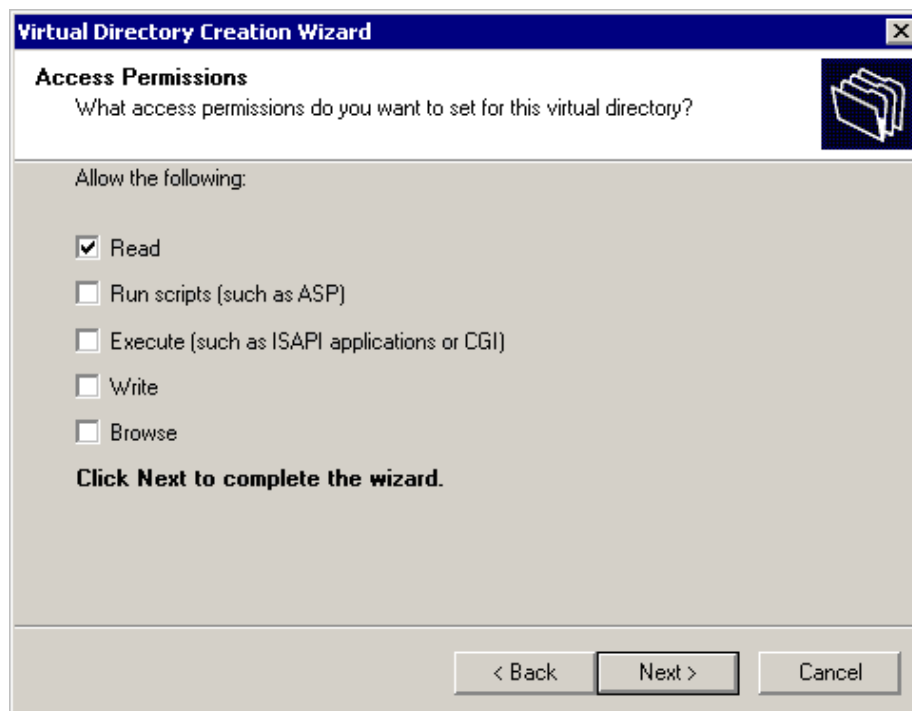 Virtual Directory Creation Wizard
Access Permissions
What access permissions do you want to set for this virtual directory?
Allow the following:
Read
Run scripts (such as ASP)
Execute (such as ISAPI applications or CGI)
Write
Browse
Click Next to complete the wizard.
< Back Next > Cancel